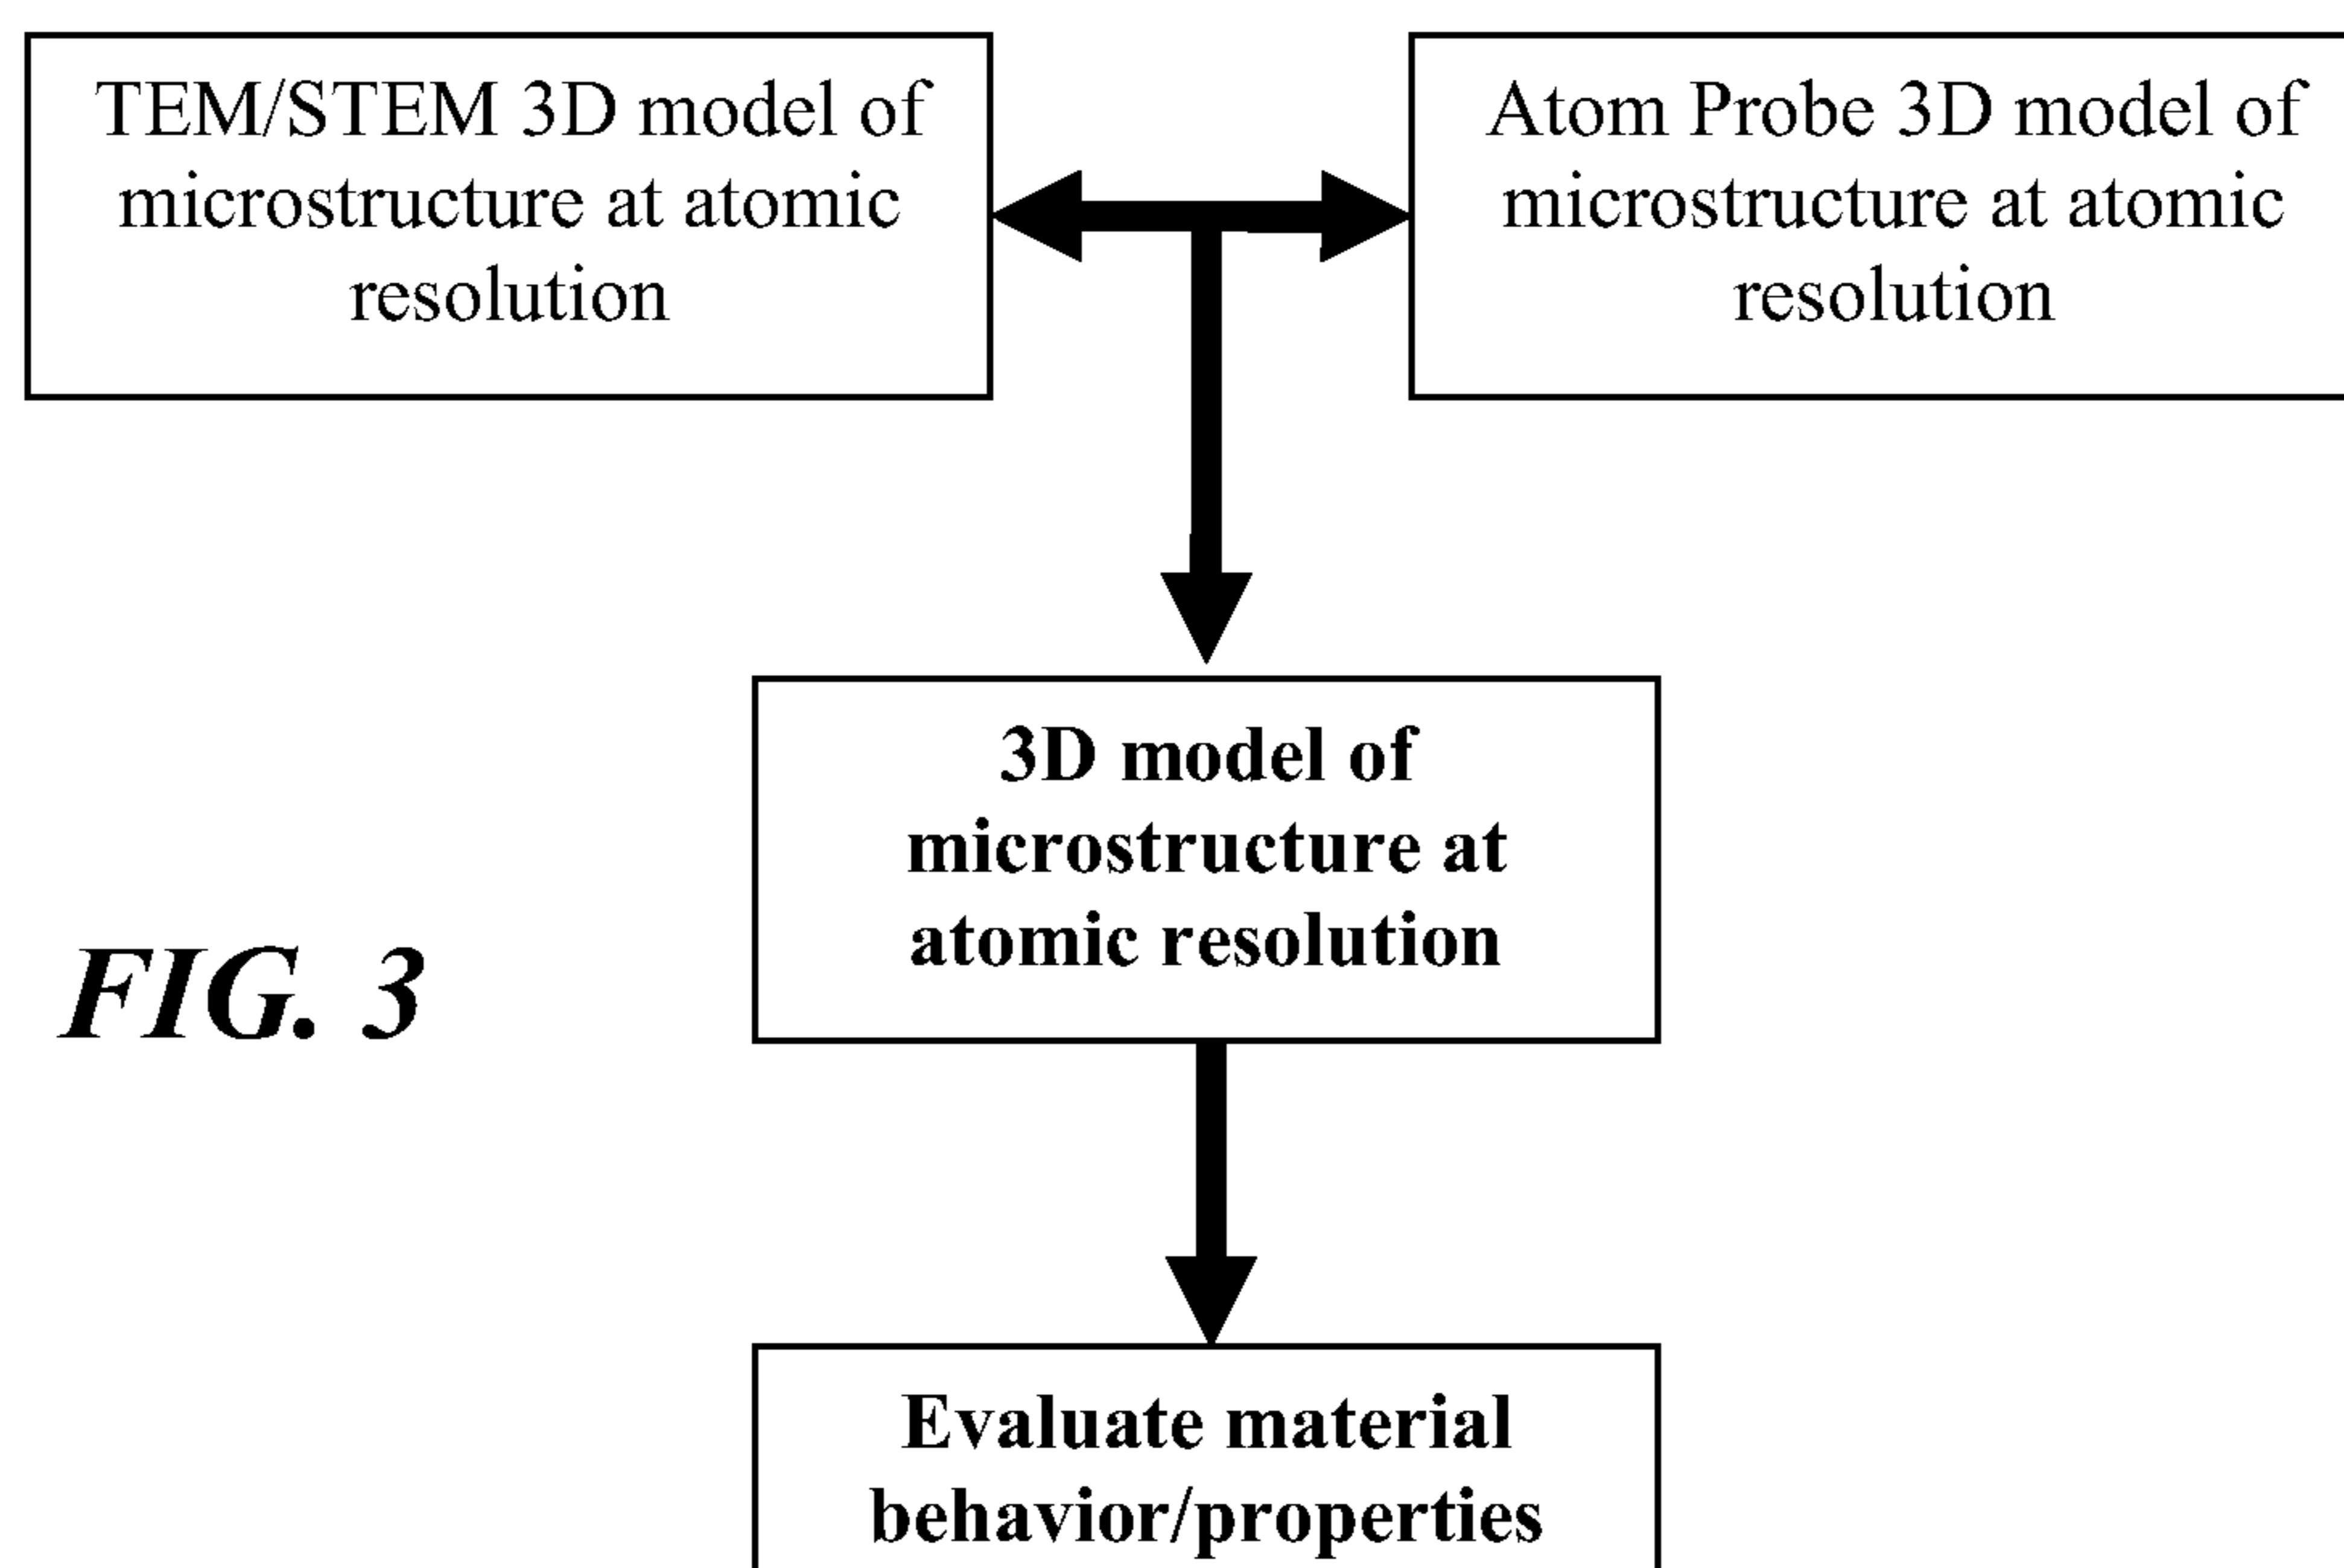 TEM/STEM 3D model of
microstructure at atomic
resolution
Atom Probe 3D model of
microstructure at atomic
resolution
3D model of
microstructure at
atomic resolution
FIG. 3
Evaluate material
behavior/properties